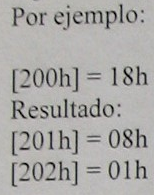 Por ejemplo:
[200h] = 18h
Resultado:
[201h] = 08h
[202h] = 01h